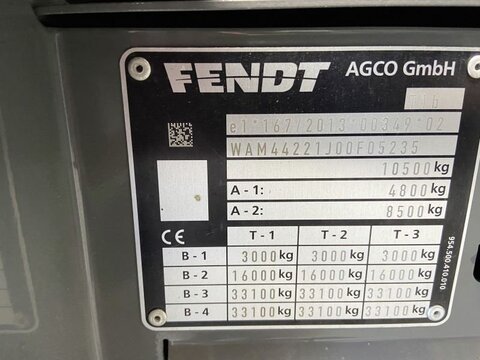 FENDT AGCO GmbH
e1*167/2013*00349*02
WAM44221J00F05235
10500 kg
A - 1: 4800 kg
A - 2: 8500 kg
CE T - 1 T - 2 T - 3
B - 1 3000 kg 3000 kg 3000 kg
B - 2 16000 kg 16000 kg 16000 kg
B - 3 33100 kg 33100 kg 33100 kg
B - 4 33100 kg 33100 kg 33100 kg
954.500.410.010